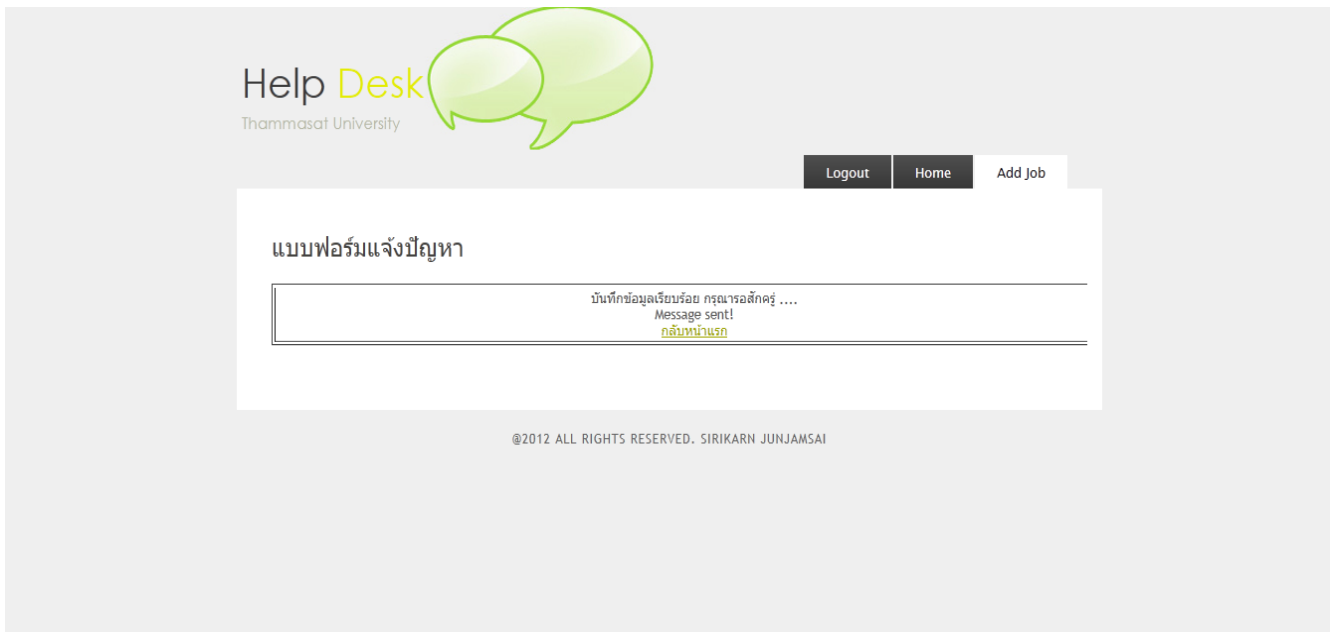 Help Desk
Thammasat University
Logout Home Add Job
แบบฟอร์มแจ้งปัญหา
บันทึกข้อมูลเรียบร้อย กรุณารอสักครู่ ....
Message sent!
กลับหน้าแรก
@2012 ALL RIGHTS RESERVED. SIRIKARN JUNJAMSAI